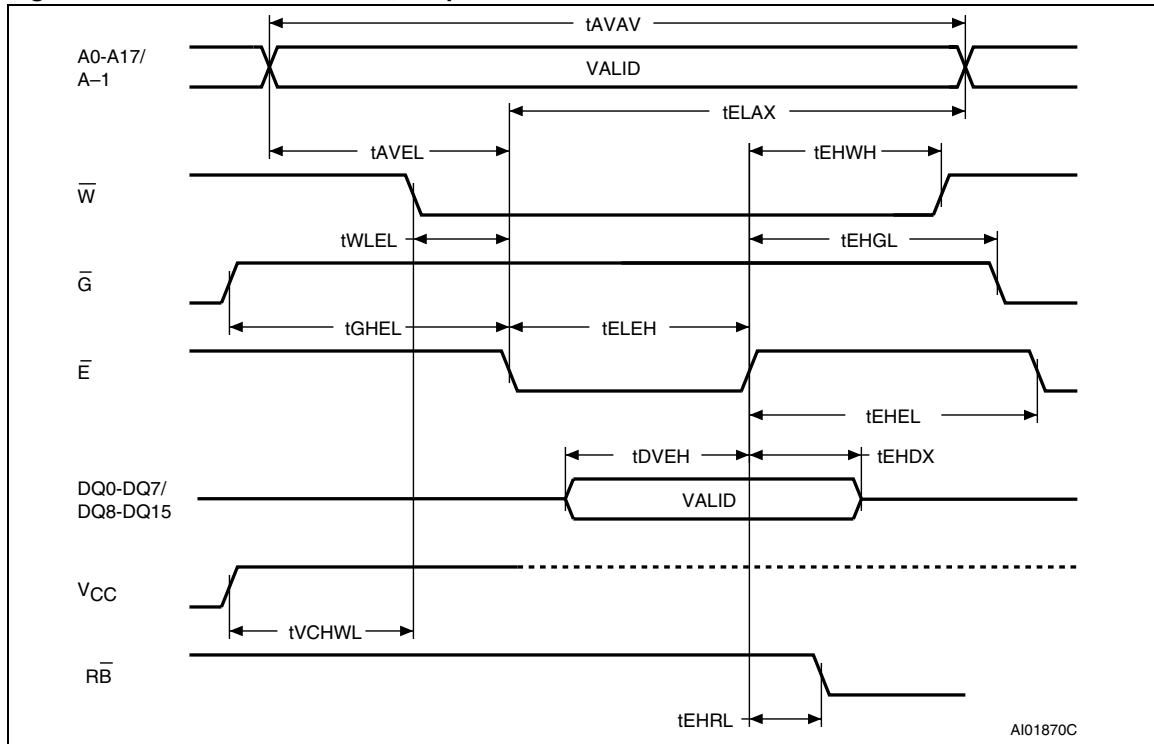 tAVAV
A0-A17/
A–1
VALID
tELAX
tAVEL
tEHWH
W̅
tWLEL
tEHGL
G̅
tGHEL
tELEH
E̅
tEHEL
tDVEH
tEHDX
DQ0-DQ7/
DQ8-DQ15
VALID
VCC
tVCHWL
RB̅
tEHRL
AI01870C